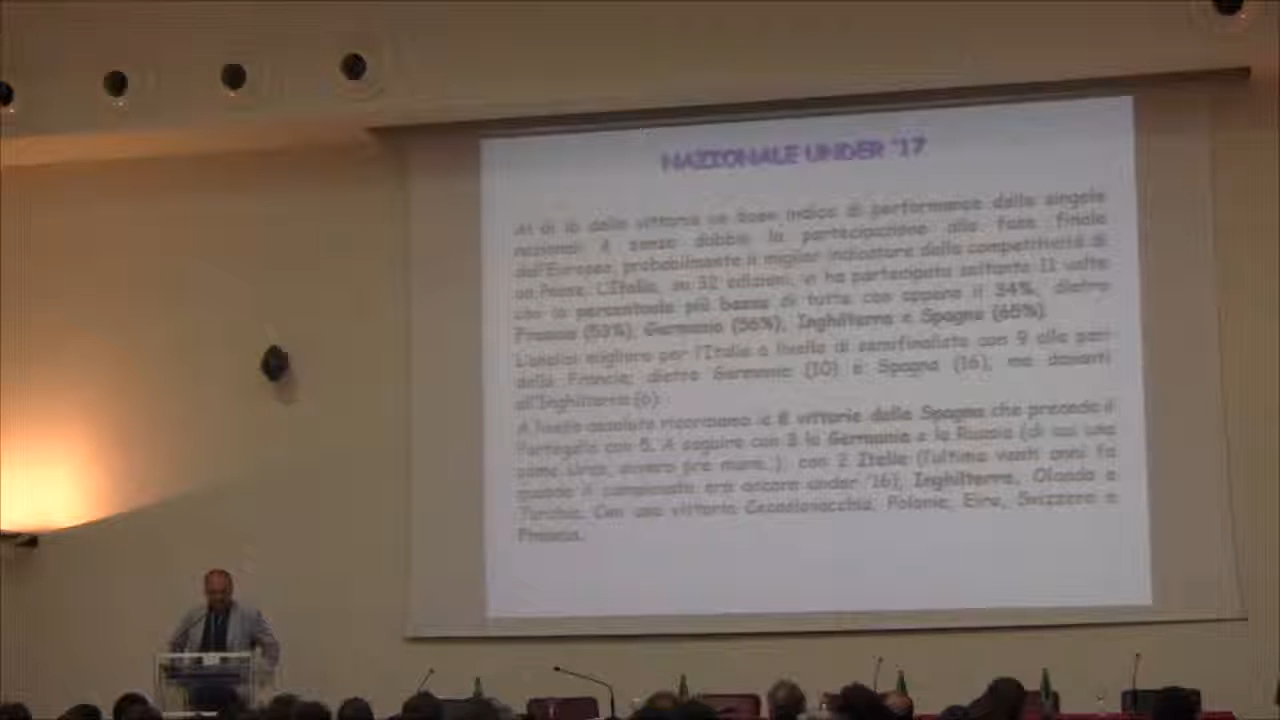 NAZIONALE UNDER '17
Al di là delle vittorie un buon indice di performance delle singole
nazionali è senza dubbio la partecipazione alla fase finale
dell'Europeo, probabilmente il miglior indicatore della competitività di
un Paese. L'Italia, su 32 edizioni, vi ha partecipato soltanto 11 volte
con la percentuale più bassa di tutte con appena il 34%, dietro
Francia (53%), Germania (56%), Inghilterra e Spagna (65%).
L'analisi migliora per l'Italia a livello di semifinaliste con 9 alla pari
della Francia; dietro Germania (10) e Spagna (16), ma davanti
all'Inghilterra (6).
A livello assoluto ricordiamo le 8 vittorie della Spagna che precede il
Portogallo con 5. A seguire con 3 la Germania e la Russia (di cui una
come Urss, ovvero pre muro..); con 2 Italia (l'ultima venti anni fa
quando il campionato era ancora under '16), Inghilterra, Olanda e
Turchia. Con una vittoria Cecoslovacchia, Polonia, Eire, Svizzera e
Francia.